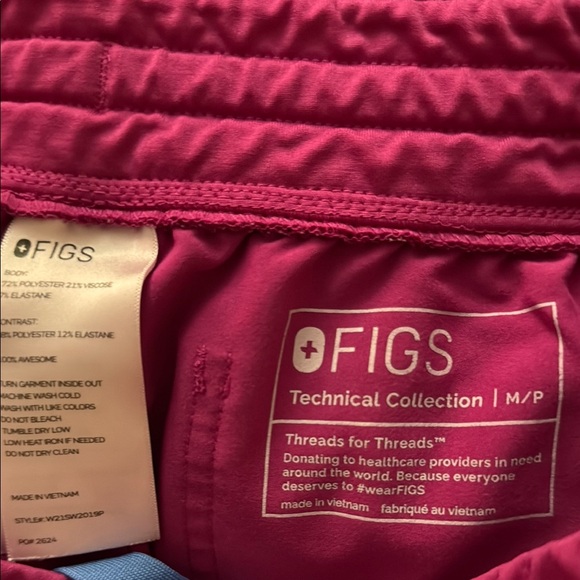 FIGS
BODY:
72% POLYESTER 21% VISCOSE
7% ELASTANE
CONTRAST:
88% POLYESTER 12% ELASTANE
100% AWESOME
TURN GARMENT INSIDE OUT
MACHINE WASH COLD
WASH WITH LIKE COLORS
DO NOT BLEACH
TUMBLE DRY LOW
LOW HEAT IRON IF NEEDED
DO NOT DRY CLEAN
MADE IN VIETNAM
STYLE#: W21SW2019P
PO# 2624
FIGS
Technical Collection | M/P
Threads for Threads™
Donating to healthcare providers in need
around the world. Because everyone
deserves to #wearFIGS
made in vietnam fabriqué au vietnam